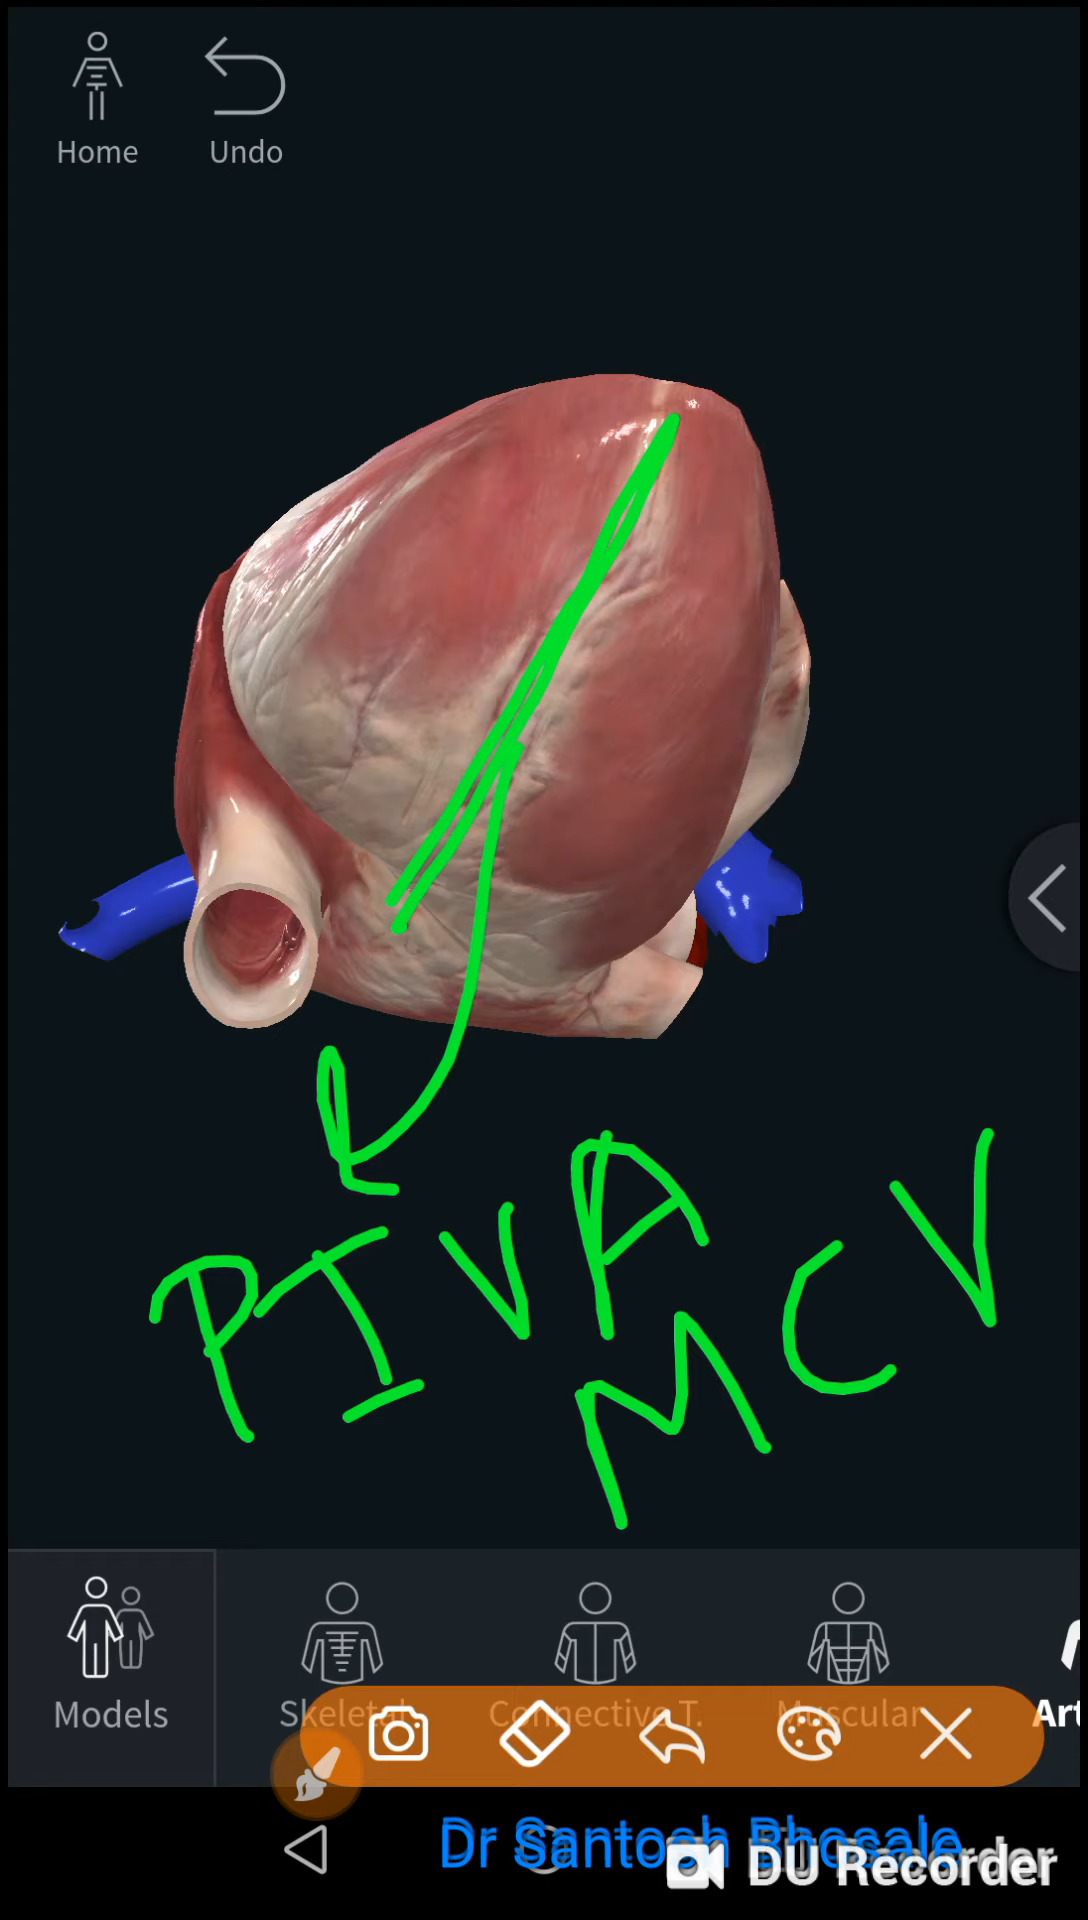 Home Undo
PIVA
MCV
Models Skeletal Connective T. Muscular Art
Dr Santosh Bhosale
DU Recorder